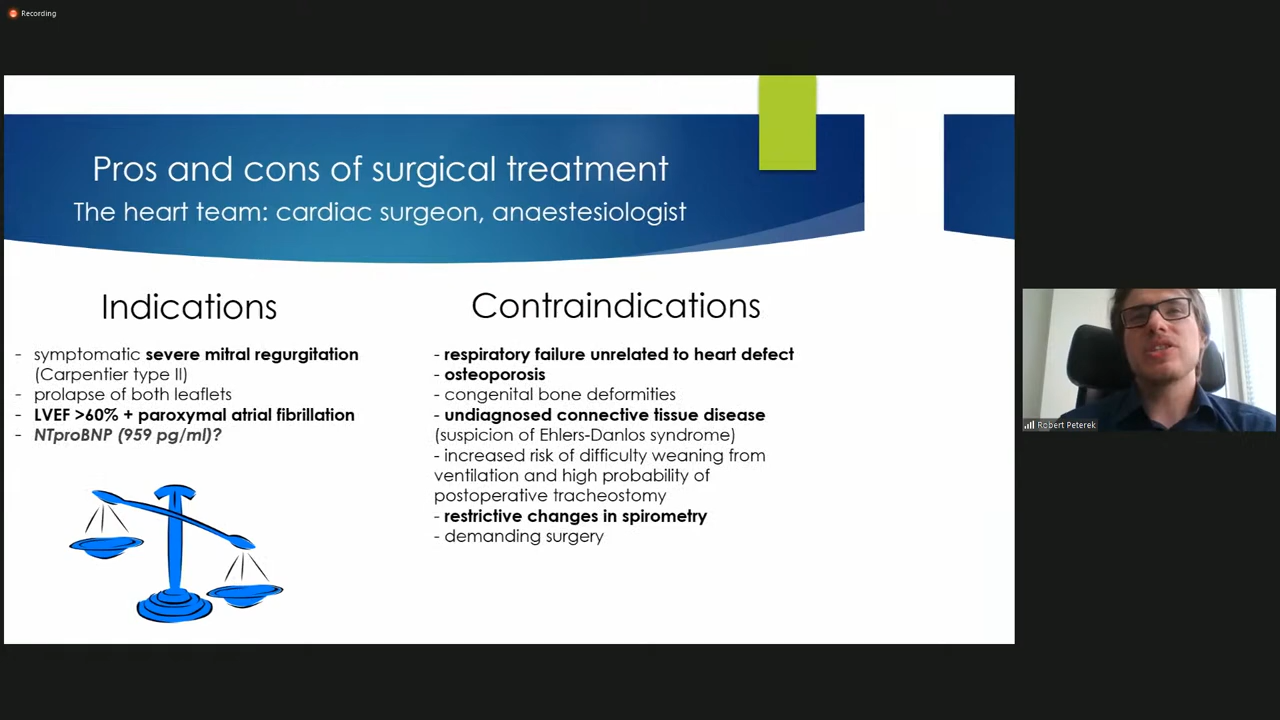 Recording
Pros and cons of surgical treatment
The heart team: cardiac surgeon, anaestesiologist
Indications
- symptomatic severe mitral regurgitation
(Carpentier type II)
- prolapse of both leaflets
- LVEF >60% + paroxymal atrial fibrillation
- NTproBNP (959 pg/ml)?
Contraindications
- respiratory failure unrelated to heart defect
- osteoporosis
- congenital bone deformities
- undiagnosed connective tissue disease
(suspicion of Ehlers-Danlos syndrome)
- increased risk of difficulty weaning from
ventilation and high probability of
postoperative tracheostomy
- restrictive changes in spirometry
- demanding surgery
Robert Peterek